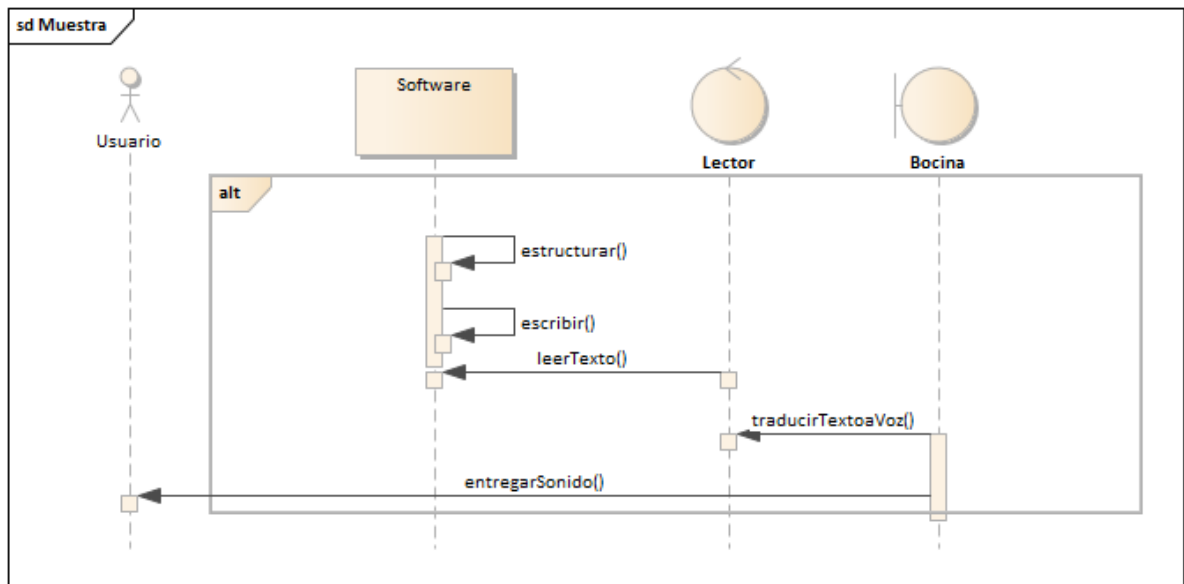 sd Muestra
Usuario
Software
Lector
Bocina
alt
estructurar()
escribir()
leerTexto()
traducirTextoaVoz()
entregarSonido()